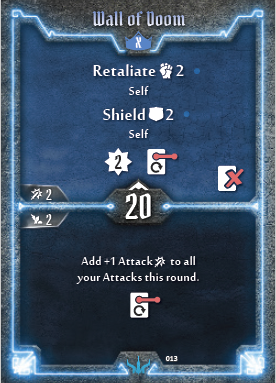 Wall of Doom
X
Retaliate 2
Self
Shield 2
Self
2
2
20
2
Add +1 Attack to all
your Attacks this round.
013